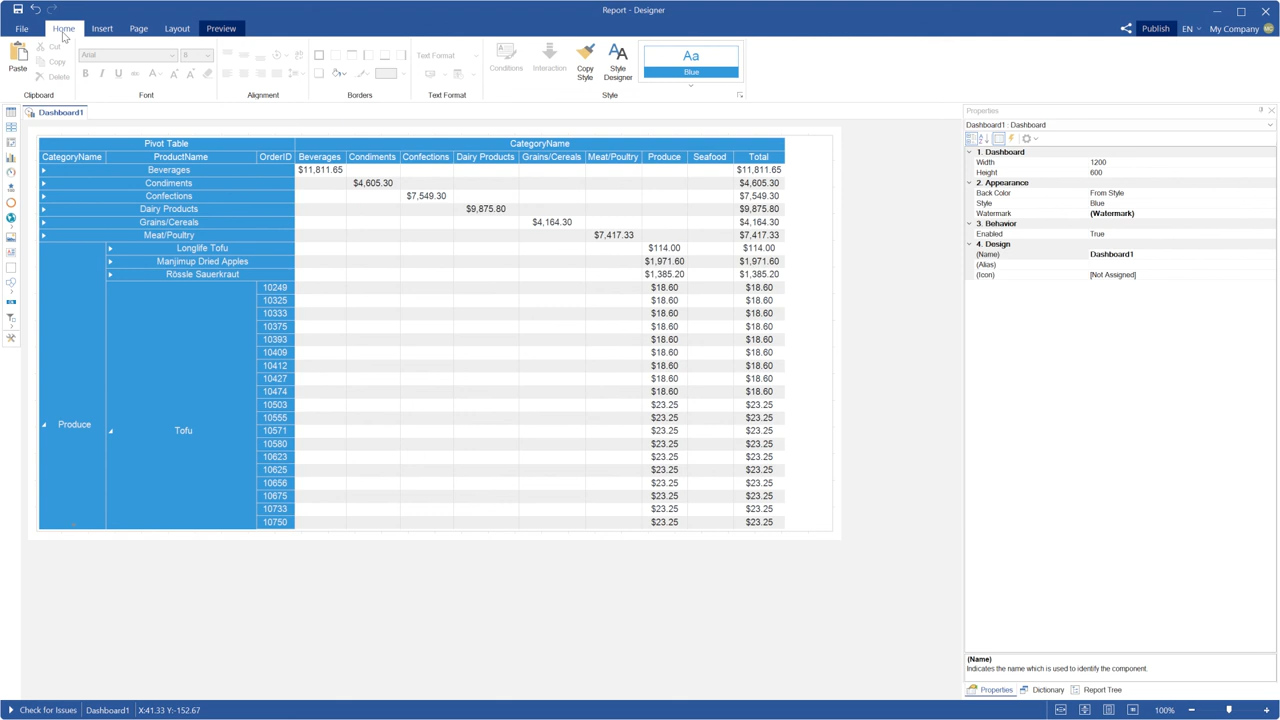 Report - Designer
File Home Insert Page Layout Preview Publish EN My Company MC
Paste Cut Copy Delete Clipboard
Arial 8 B I U A A A Font
Alignment
Borders
Text Format Text Format
Conditions Interaction Copy Style Style Designer Aa Blue Style
Dashboard1
Pivot Table CategoryName
CategoryName ProductName OrderID Beverages Condiments Confections Dairy Products Grains/Cereals Meat/Poultry Produce Seafood Total
Beverages $11,811.65 $11,811.65
Condiments $4,605.30 $4,605.30
Confections $7,549.30 $7,549.30
Dairy Products $9,875.80 $9,875.80
Grains/Cereals $4,164.30 $4,164.30
Meat/Poultry $7,417.33 $7,417.33
Longlife Tofu $114.00 $114.00
Manjimup Dried Apples $1,971.60 $1,971.60
Rössle Sauerkraut $1,385.20 $1,385.20
10249 $18.60 $18.60
10325 $18.60 $18.60
10333 $18.60 $18.60
10375 $18.60 $18.60
10393 $18.60 $18.60
10409 $18.60 $18.60
10412 $18.60 $18.60
10427 $18.60 $18.60
10474 $18.60 $18.60
10503 $23.25 $23.25
10555 $23.25 $23.25
Produce Tofu 10571 $23.25 $23.25
10580 $23.25 $23.25
10623 $23.25 $23.25
10625 $23.25 $23.25
10656 $23.25 $23.25
10675 $23.25 $23.25
10733 $23.25 $23.25
10750 $23.25 $23.25
Properties
Dashboard1 : Dashboard
1. Dashboard
Width 1200
Height 600
2. Appearance
Back Color From Style
Style Blue
Watermark (Watermark)
3. Behavior
Enabled True
4. Design
(Name) Dashboard1
(Alias)
(Icon) [Not Assigned]
(Name)
Indicates the name which is used to identify the component.
Properties Dictionary Report Tree
Check for Issues Dashboard1 X:41.33 Y:-152.67 100%